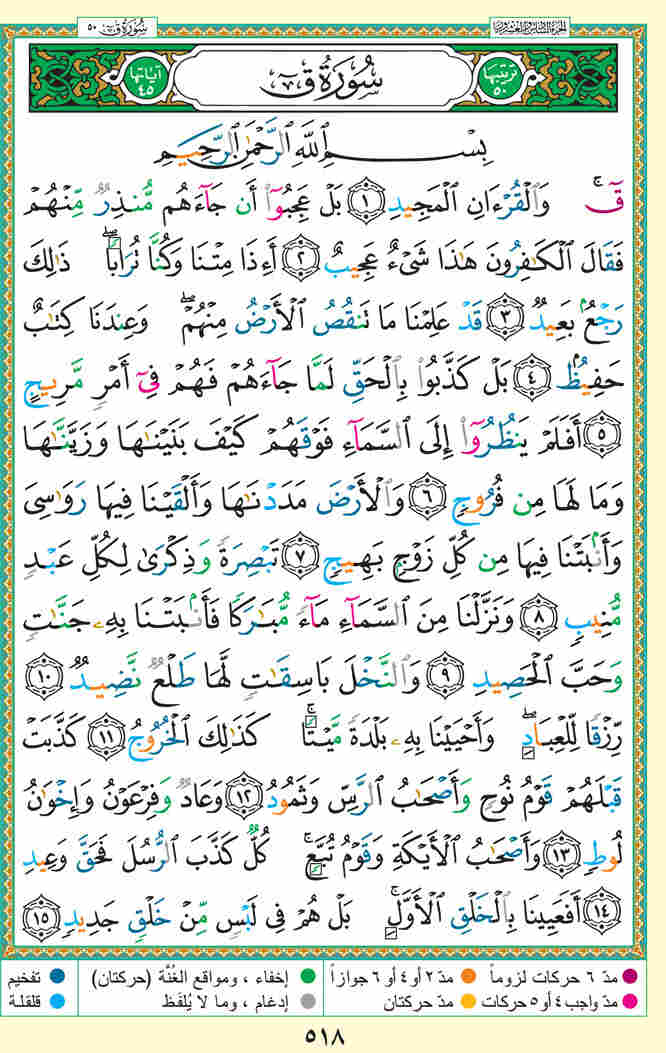 الجزء السادس والعشرون
سُورَةُ قٓ ٥٠
ترتيبها ٥٠ سُورَةُ قٓ آياتها ٤٥
بِسْمِ ٱللَّهِ ٱلرَّحْمَٰنِ ٱلرَّحِيمِ
قٓ ۚ وَٱلْقُرْءَانِ ٱلْمَجِيدِ ١ بَلْ عَجِبُوٓا۟ أَن جَآءَهُم مُّنذِرٌ مِّنْهُمْ
فَقَالَ ٱلْكَٰفِرُونَ هَٰذَا شَىْءٌ عَجِيبٌ ٢ أَءِذَا مِتْنَا وَكُنَّا تُرَابًا ۖ ذَٰلِكَ
رَجْعٌۢ بَعِيدٌ ٣ قَدْ عَلِمْنَا مَا تَنقُصُ ٱلْأَرْضُ مِنْهُمْ ۖ وَعِندَنَا كِتَٰبٌ
حَفِيظٌۢ ٤ بَلْ كَذَّبُوا۟ بِٱلْحَقِّ لَمَّا جَآءَهُمْ فَهُمْ فِىٓ أَمْرٍ مَّرِيجٍ
٥ أَفَلَمْ يَنظُرُوٓا۟ إِلَى ٱلسَّمَآءِ فَوْقَهُمْ كَيْفَ بَنَيْنَٰهَا وَزَيَّنَّٰهَا
وَمَا لَهَا مِن فُرُوجٍ ٦ وَٱلْأَرْضَ مَدَدْنَٰهَا وَأَلْقَيْنَا فِيهَا رَوَٰسِىَ
وَأَنۢبَتْنَا فِيهَا مِن كُلِّ زَوْجٍۭ بَهِيجٍ ٧ تَبْصِرَةً وَذِكْرَىٰ لِكُلِّ عَبْدٍ
مُّنِيبٍ ٨ وَنَزَّلْنَا مِنَ ٱلسَّمَآءِ مَآءً مُّبَٰرَكًا فَأَنۢبَتْنَا بِهِۦ جَنَّٰتٍ
وَحَبَّ ٱلْحَصِيدِ ٩ وَٱلنَّخْلَ بَاسِقَٰتٍ لَّهَا طَلْعٌ نَّضِيدٌ ١٠
رِّزْقًا لِّلْعِبَادِ ۖ وَأَحْيَيْنَا بِهِۦ بَلْدَةً مَّيْتًا ۚ كَذَٰلِكَ ٱلْخُرُوجُ ١١ كَذَّبَتْ
قَبْلَهُمْ قَوْمُ نُوحٍ وَأَصْحَٰبُ ٱلرَّسِّ وَثَمُودُ ١٢ وَعَادٌ وَفِرْعَوْنُ وَإِخْوَٰنُ
لُوطٍ ١٣ وَأَصْحَٰبُ ٱلْأَيْكَةِ وَقَوْمُ تُبَّعٍ ۚ كُلٌّ كَذَّبَ ٱلرُّسُلَ فَحَقَّ وَعِيدِ
١٤ أَفَعَيِينَا بِٱلْخَلْقِ ٱلْأَوَّلِ ۚ بَلْ هُمْ فِى لَبْسٍ مِّنْ خَلْقٍ جَدِيدٍ ١٥
مدّ ٦ حركات لزوماً مدّ ٢ أو ٤ أو ٦ جوازاً إخفاء ، ومواقع الغُنَّة (حركتان) تفخيم
مدّ واجب ٤ أو ٥ حركات مدّ حركتان إدغام ، وما لا يُلفَظ قلقلة
٥١٨